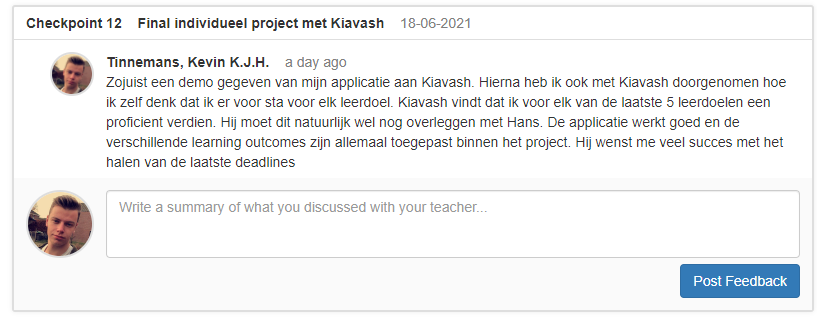 Checkpoint 12 Final individueel project met Kiavash 18-06-2021
Tinnemans, Kevin K.J.H. a day ago
Zojuist een demo gegeven van mijn applicatie aan Kiavash. Hierna heb ik ook met Kiavash doorgenomen hoe
ik zelf denk dat ik er voor sta voor elk leerdoel. Kiavash vindt dat ik voor elk van de laatste 5 leerdoelen een
proficient verdien. Hij moet dit natuurlijk wel nog overleggen met Hans. De applicatie werkt goed en de
verschillende learning outcomes zijn allemaal toegepast binnen het project. Hij wenst me veel succes met het
halen van de laatste deadlines
Write a summary of what you discussed with your teacher...
Post Feedback